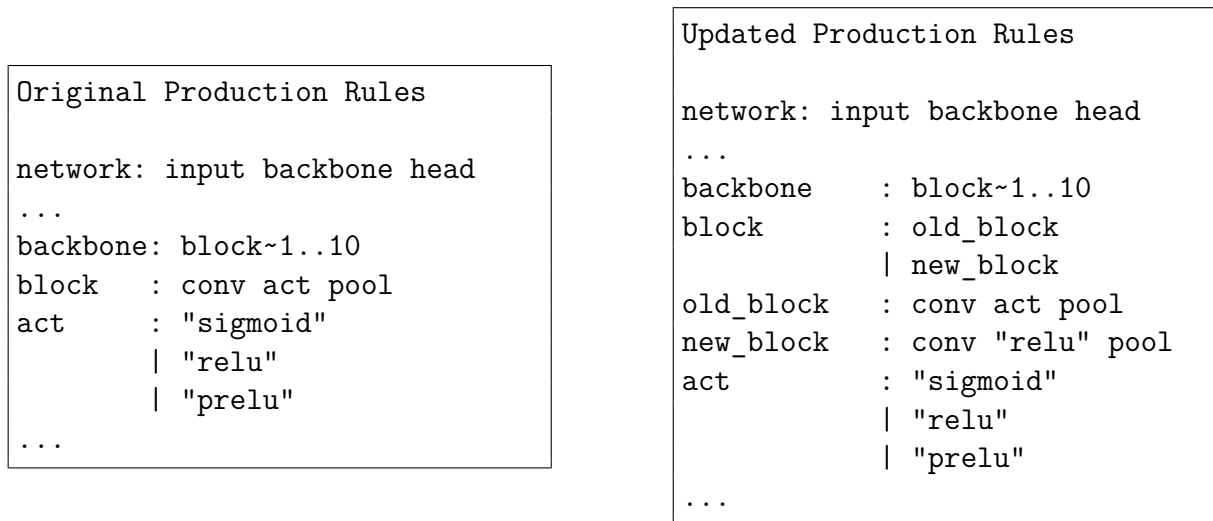 Original Production Rules
network: input backbone head
...
backbone: block~1..10
block   : conv act pool
act     : "sigmoid"
        | "relu"
        | "prelu"
...
Updated Production Rules
network: input backbone head
...
backbone    : block~1..10
block       : old_block
            | new_block
old_block   : conv act pool
new_block   : conv "relu" pool
act         : "sigmoid"
            | "relu"
            | "prelu"
...